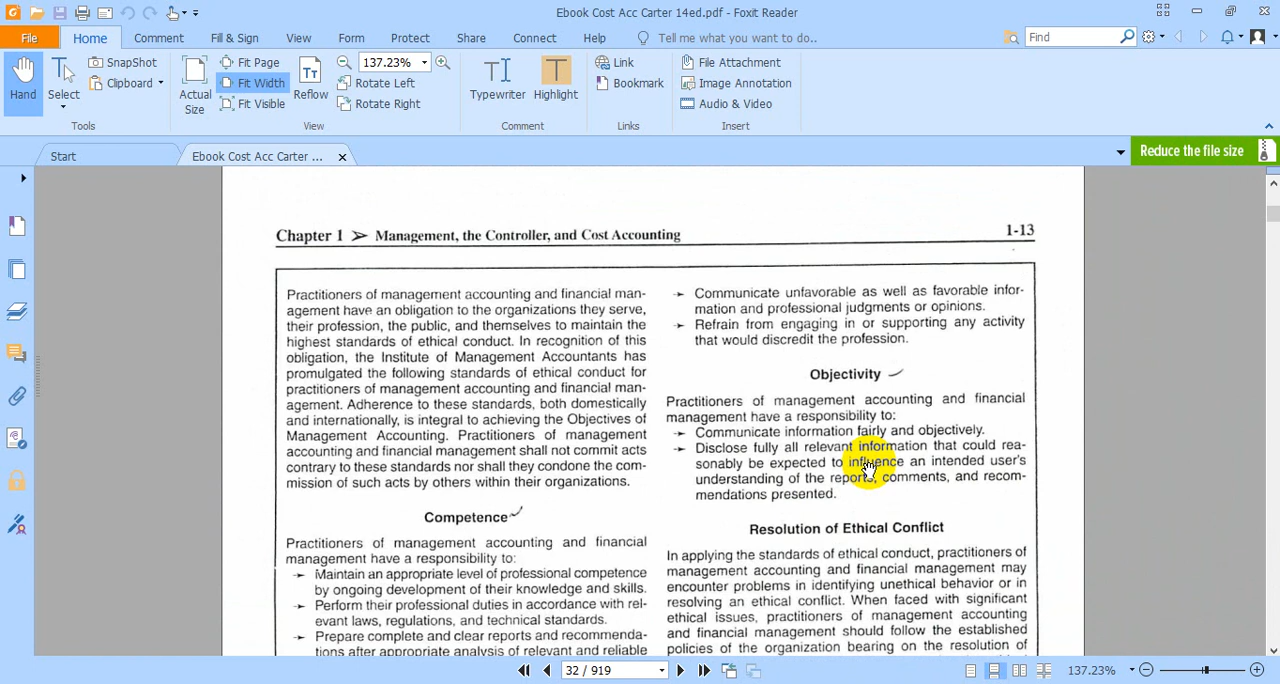 Ebook Cost Acc Carter 14ed.pdf - Foxit Reader
File Home Comment Fill & Sign View Form Protect Share Connect Help Tell me what you want to do.. Find
Hand
Select
SnapShot
Clipboard
Tools
Actual Size
Fit Page
Fit Width
Fit Visible
Reflow
137.23%
Rotate Left
Rotate Right
View
Typewriter
Highlight
Comment
Link
Bookmark
Links
File Attachment
Image Annotation
Audio & Video
Insert
Start
Ebook Cost Acc Carter ...
Reduce the file size
Chapter 1 ➢ Management, the Controller, and Cost Accounting 1-13
Practitioners of management accounting and financial man-
agement have an obligation to the organizations they serve,
their profession, the public, and themselves to maintain the
highest standards of ethical conduct. In recognition of this
obligation, the Institute of Management Accountants has
promulgated the following standards of ethical conduct for
practitioners of management accounting and financial man-
agement. Adherence to these standards, both domestically
and internationally, is integral to achieving the Objectives of
Management Accounting. Practitioners of management
accounting and financial management shall not commit acts
contrary to these standards nor shall they condone the com-
mission of such acts by others within their organizations.
Competence
Practitioners of management accounting and financial
management have a responsibility to:
➝ Maintain an appropriate level of professional competence
by ongoing development of their knowledge and skills.
➝ Perform their professional duties in accordance with rel-
evant laws, regulations, and technical standards.
➝ Prepare complete and clear reports and recommenda-
tions after appropriate analysis of relevant and reliable
➝ Communicate unfavorable as well as favorable infor-
mation and professional judgments or opinions.
➝ Refrain from engaging in or supporting any activity
that would discredit the profession.
Objectivity
Practitioners of management accounting and financial
management have a responsibility to:
➝ Communicate information fairly and objectively.
➝ Disclose fully all relevant information that could rea-
sonably be expected to influence an intended user's
understanding of the reports, comments, and recom-
mendations presented.
Resolution of Ethical Conflict
In applying the standards of ethical conduct, practitioners of
management accounting and financial management may
encounter problems in identifying unethical behavior or in
resolving an ethical conflict. When faced with significant
ethical issues, practitioners of management accounting
and financial management should follow the established
policies of the organization bearing on the resolution of
32 / 919
137.23%